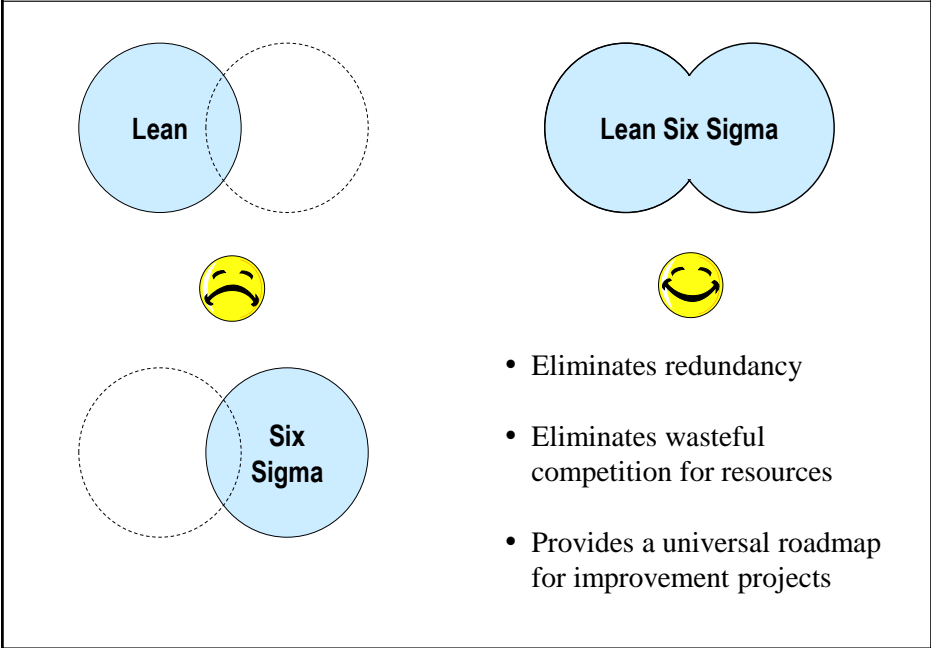 Lean
Lean Six Sigma
Six
Sigma
• Eliminates redundancy
• Eliminates wasteful
competition for resources
• Provides a universal roadmap
for improvement projects